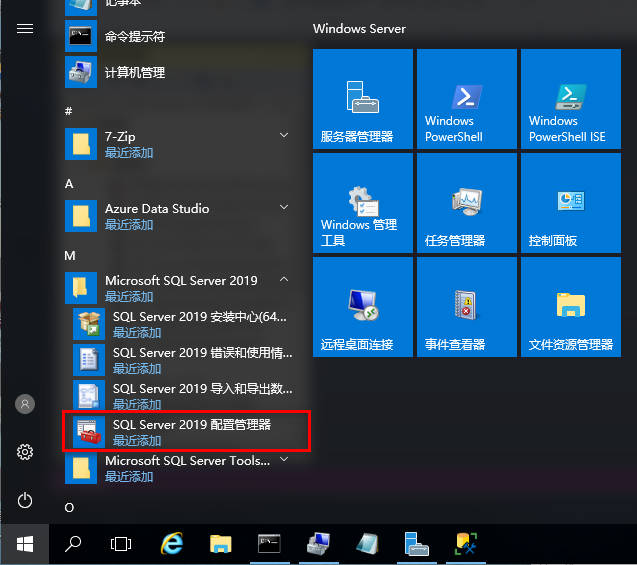 记事本
命令提示符
计算机管理
#
7-Zip
最近添加
A
Azure Data Studio
最近添加
M
Microsoft SQL Server 2019
最近添加
SQL Server 2019 安装中心(64...
最近添加
SQL Server 2019 错误和使用情...
最近添加
SQL Server 2019 导入和导出数...
最近添加
SQL Server 2019 配置管理器
最近添加
Microsoft SQL Server Tools...
最近添加
O
Windows Server
服务器管理器
Windows
PowerShell
Windows
PowerShell ISE
Windows 管理
工具
任务管理器
控制面板
远程桌面连接
事件查看器
文件资源管理器